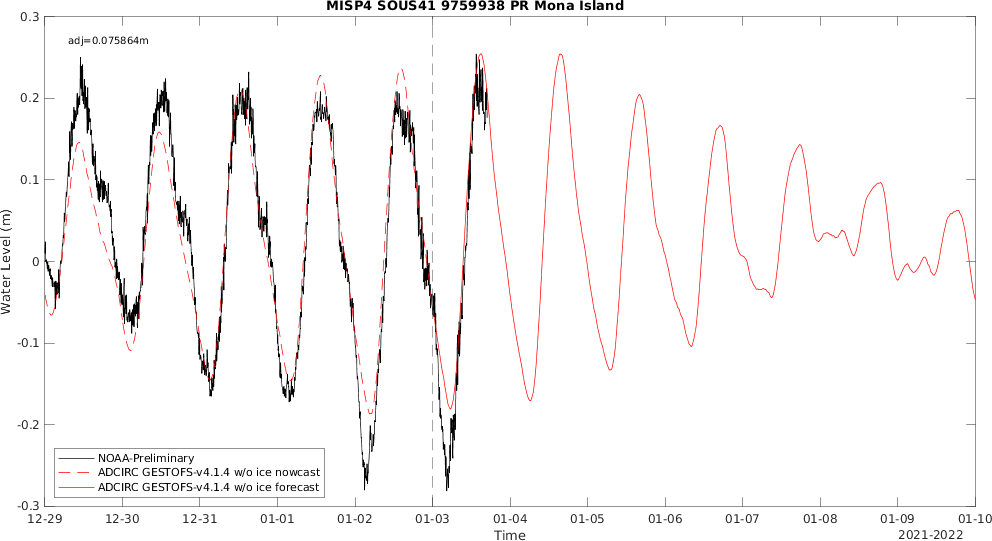 MISP4 SOUS41 9759938 PR Mona Island
adj=0.075864m
0.3
0.2
0.1
0
-0.1
-0.2
-0.3
Water Level (m)
NOAA-Preliminary
ADCIRC GESTOFS-v4.1.4 w/o ice nowcast
ADCIRC GESTOFS-v4.1.4 w/o ice forecast
12-29 12-30 12-31 01-01 01-02 01-03 01-04 01-05 01-06 01-07 01-08 01-09 01-10
Time
2021-2022